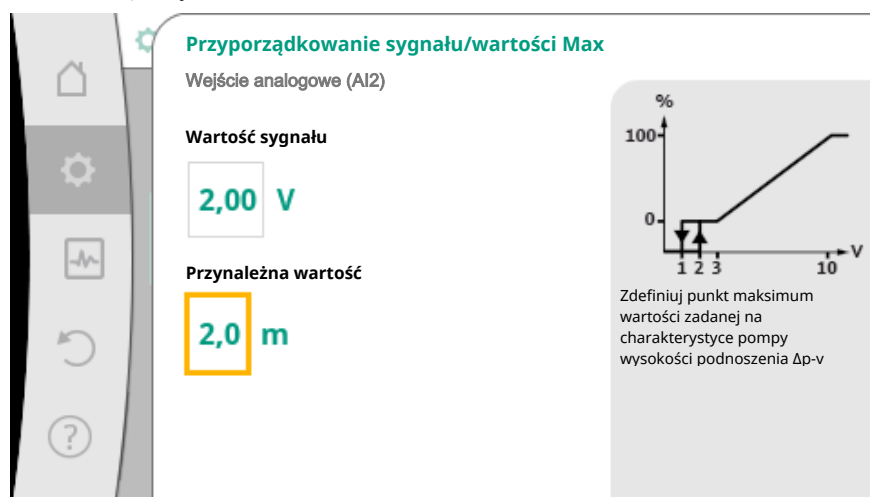 Przyporządkowanie sygnału/wartości Max
Wejście analogowe (AI2)
Wartość sygnału
2,00 V
Przynależna wartość
2,0 m
%
100
0
1 2 3 10 V
Zdefiniuj punkt maksimum
wartości zadanej na
charakterystyce pompy
wysokości podnoszenia Δp-v
?